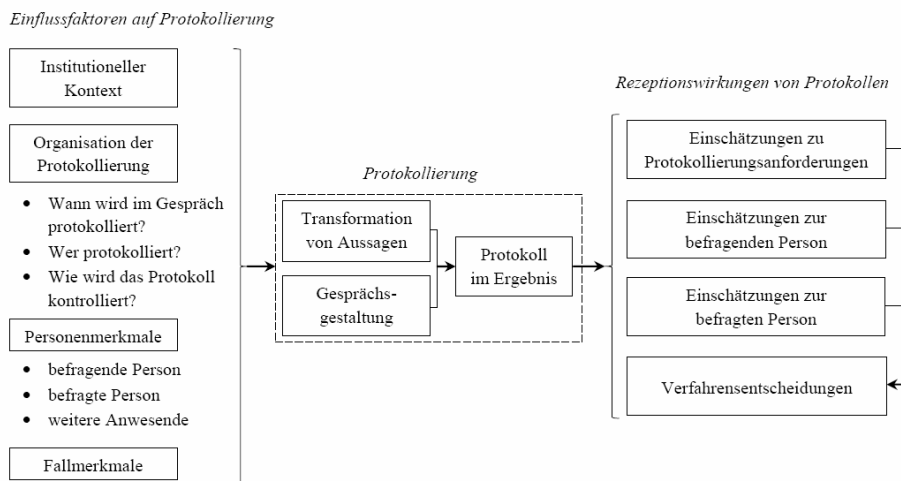 Einflussfaktoren auf Protokollierung
Institutioneller
Kontext
Organisation der
Protokollierung
• Wann wird im Gespräch
protokolliert?
• Wer protokolliert?
• Wie wird das Protokoll
kontrolliert?
Personenmerkmale
• befragende Person
• befragte Person
• weitere Anwesende
Fallmerkmale
Protokollierung
Transformation
von Aussagen
Gesprächs-
gestaltung
Protokoll
im Ergebnis
Rezeptionswirkungen von Protokollen
Einschätzungen zu
Protokollierungsanforderungen
Einschätzungen zur
befragenden Person
Einschätzungen zur
befragten Person
Verfahrensentscheidungen